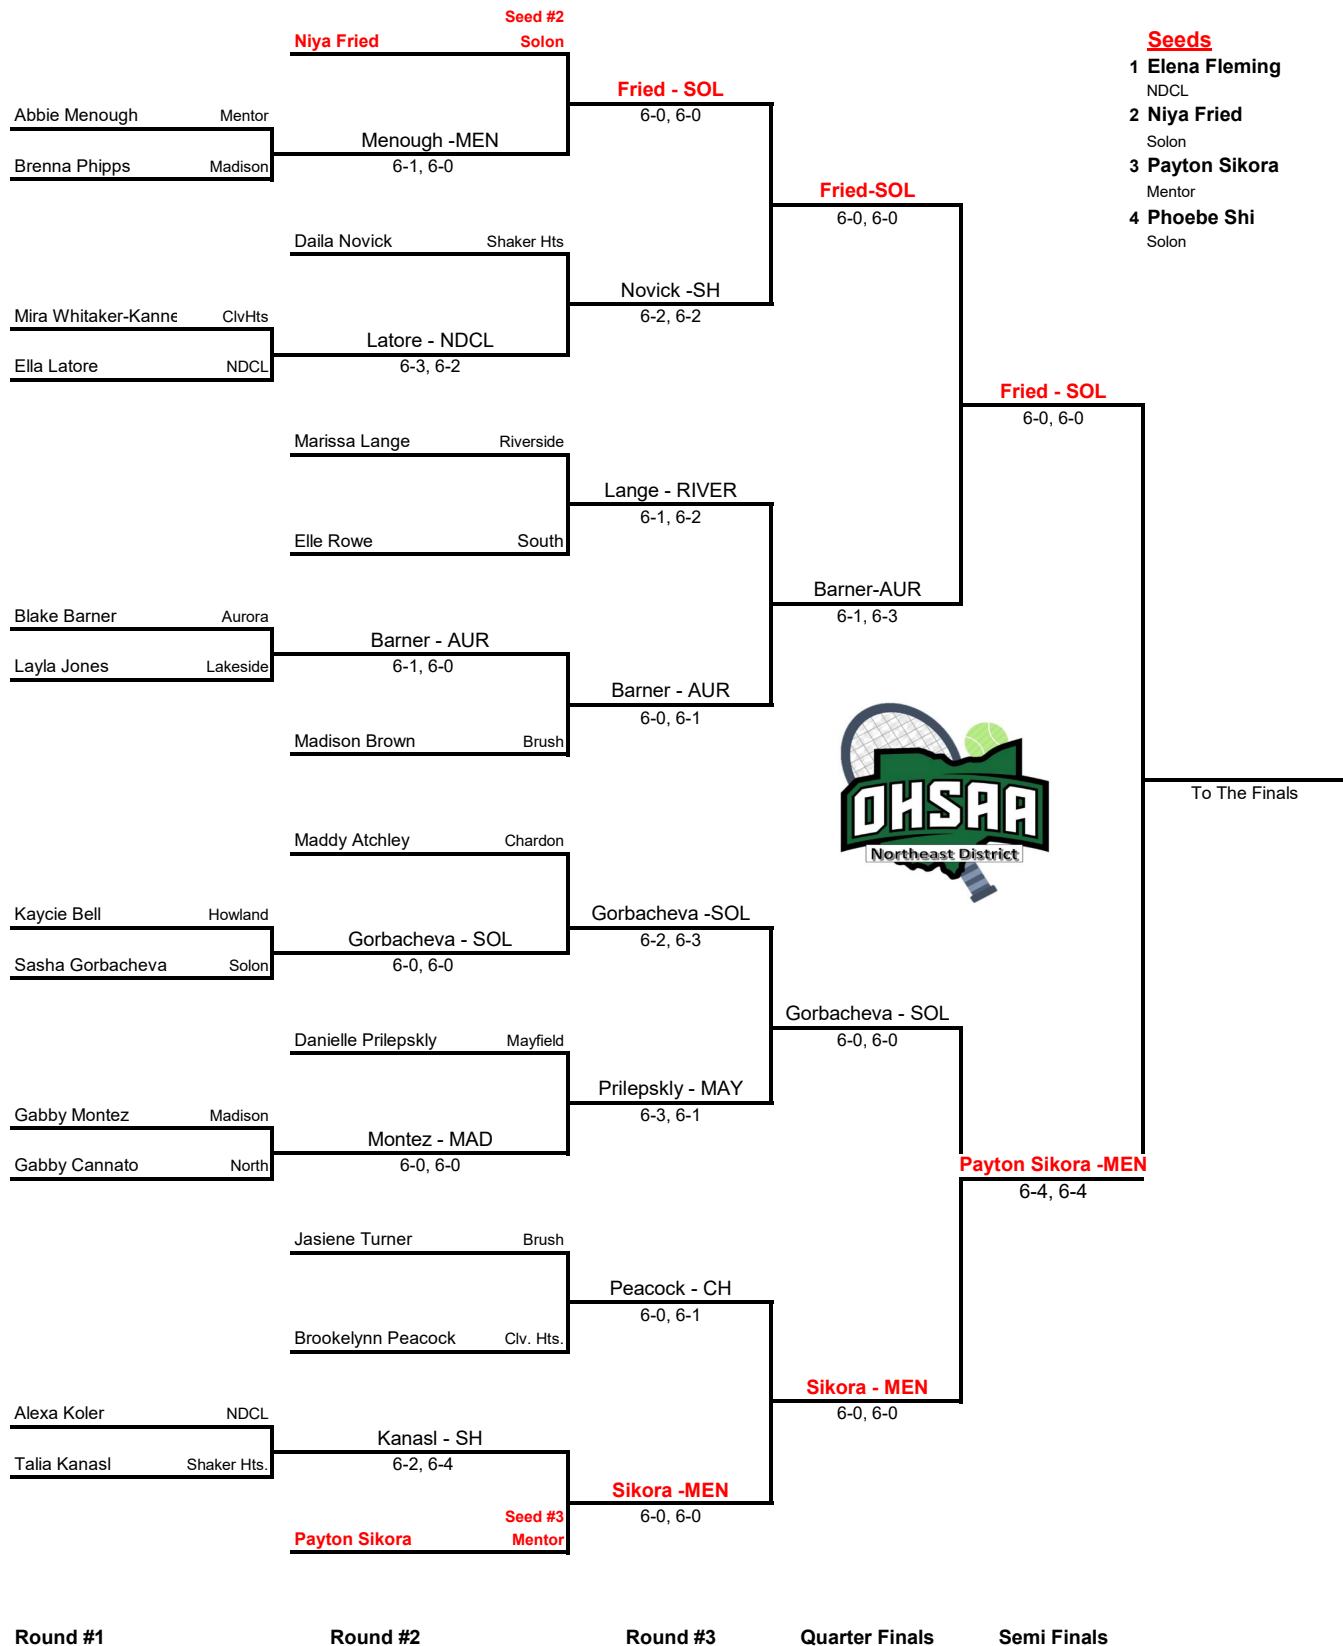 Seed #2
Niya Fried Solon
Seeds
1 Elena Fleming
NDCL
2 Niya Fried
Solon
3 Payton Sikora
Mentor
4 Phoebe Shi
Solon
Fried - SOL
6-0, 6-0
Abbie Menough Mentor
Menough -MEN
6-1, 6-0
Brenna Phipps Madison
Fried-SOL
6-0, 6-0
Daila Novick Shaker Hts
Novick -SH
6-2, 6-2
Mira Whitaker-Kanne ClvHts
Latore - NDCL
6-3, 6-2
Ella Latore NDCL
Fried - SOL
6-0, 6-0
Marissa Lange Riverside
Lange - RIVER
6-1, 6-2
Elle Rowe South
Barner-AUR
6-1, 6-3
Blake Barner Aurora
Barner - AUR
6-1, 6-0
Layla Jones Lakeside
Barner - AUR
6-0, 6-1
Madison Brown Brush
OHSAA
Northeast District
To The Finals
Maddy Atchley Chardon
Kaycie Bell Howland
Gorbacheva -SOL
6-2, 6-3
Gorbacheva - SOL
6-0, 6-0
Sasha Gorbacheva Solon
Gorbacheva - SOL
6-0, 6-0
Danielle Prilepskly Mayfield
Prilepskly - MAY
6-3, 6-1
Gabby Montez Madison
Montez - MAD
6-0, 6-0
Gabby Cannato North
Payton Sikora -MEN
6-4, 6-4
Jasiene Turner Brush
Peacock - CH
6-0, 6-1
Brookelynn Peacock Clv. Hts.
Sikora - MEN
6-0, 6-0
Alexa Koler NDCL
Kanasl - SH
6-2, 6-4
Talia Kanasl Shaker Hts.
Sikora -MEN
6-0, 6-0
Seed #3
Payton Sikora Mentor
Round #1 Round #2 Round #3 Quarter Finals Semi Finals